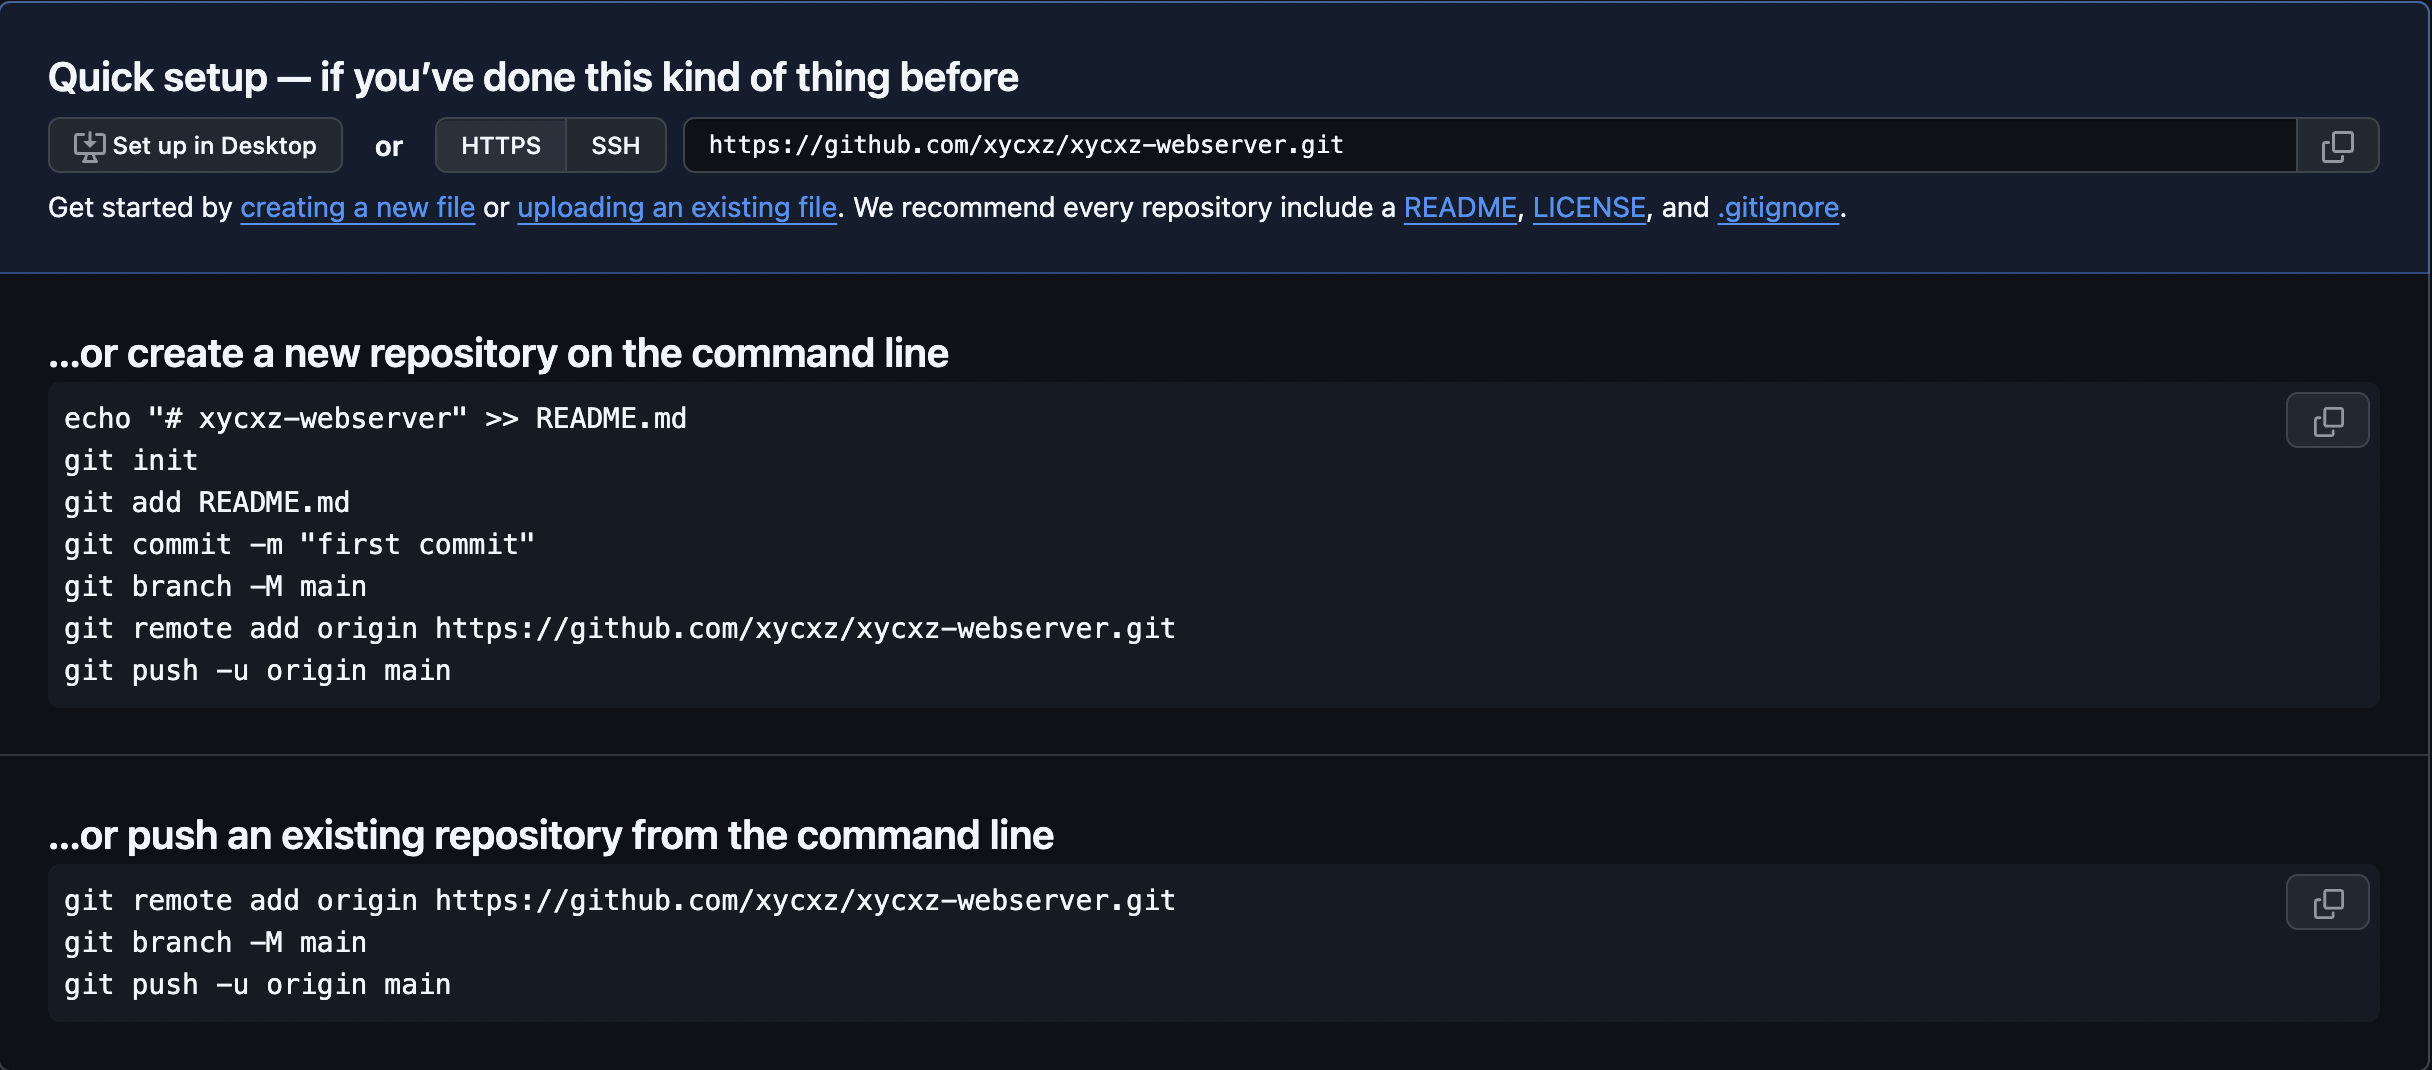 Quick setup — if you’ve done this kind of thing before
Set up in Desktop or HTTPS SSH https://github.com/xycxz/xycxz-webserver.git
Get started by creating a new file or uploading an existing file. We recommend every repository include a README, LICENSE, and .gitignore.
…or create a new repository on the command line
echo "# xycxz-webserver" >> README.md
git init
git add README.md
git commit -m "first commit"
git branch -M main
git remote add origin https://github.com/xycxz/xycxz-webserver.git
git push -u origin main
…or push an existing repository from the command line
git remote add origin https://github.com/xycxz/xycxz-webserver.git
git branch -M main
git push -u origin main